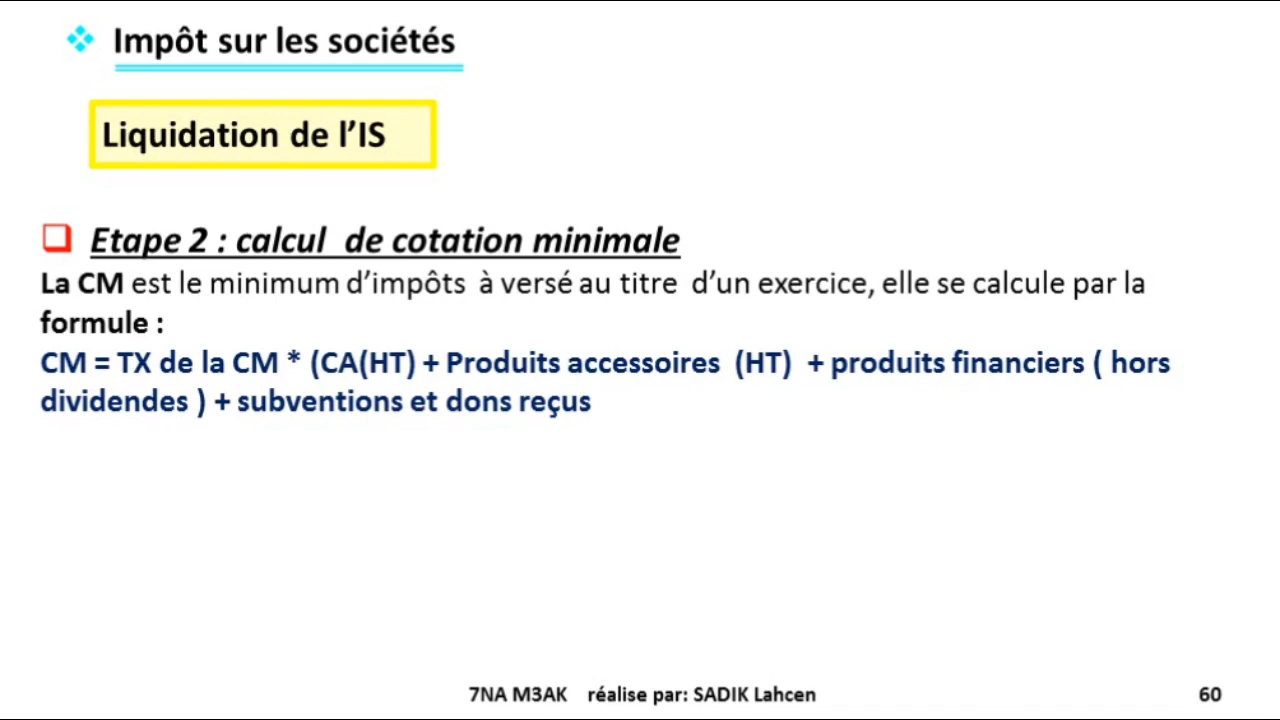 Impôt sur les sociétés
Liquidation de l’IS
Etape 2 : calcul de cotation minimale
La CM est le minimum d’impôts à versé au titre d’un exercice, elle se calcule par la
formule :
CM = TX de la CM * (CA(HT) + Produits accessoires (HT) + produits financiers ( hors
dividendes ) + subventions et dons reçus
7NA M3AK réalise par: SADIK Lahcen 60